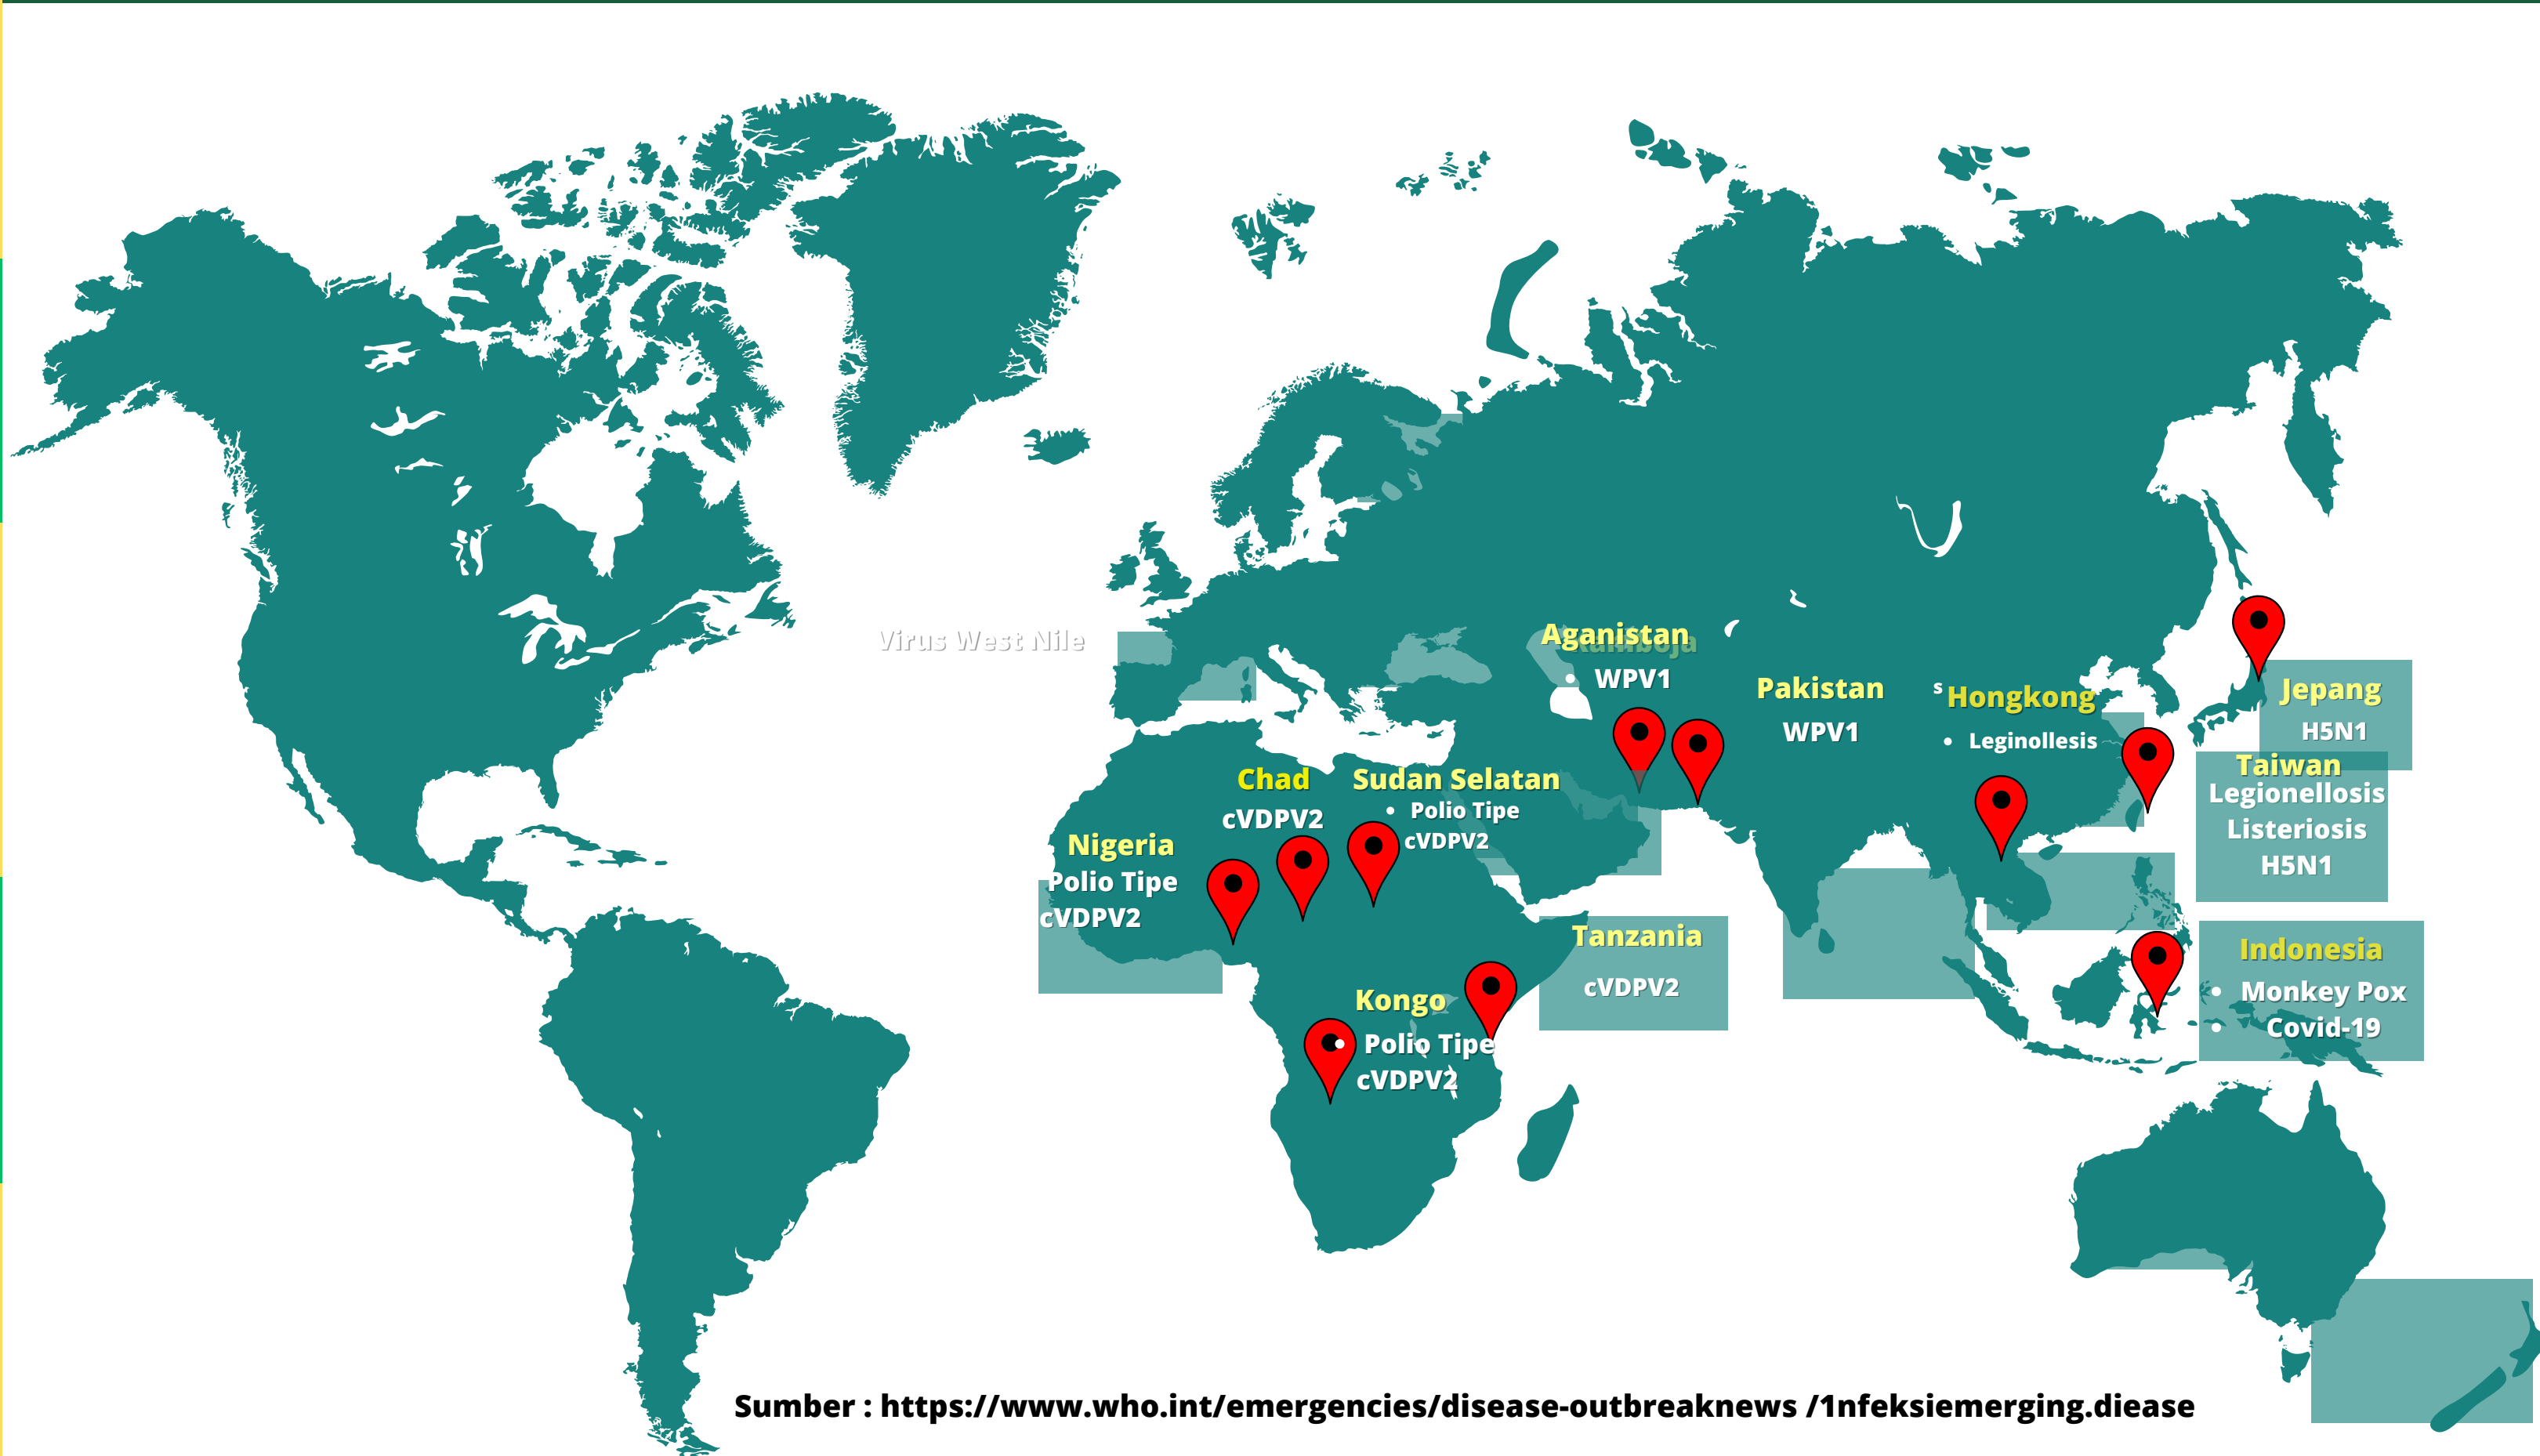 Virus West Nile
Aganistan
Kamboja
WPV1
Pakistan
WPV1
s
Hongkong
Leginollesis
Jepang
H5N1
Taiwan
Legionellosis
Listeriosis
H5N1
Chad
cVDPV2
Sudan Selatan
Polio Tipe
cVDPV2
Nigeria
Polio Tipe
cVDPV2
Tanzania
cVDPV2
Kongo
Polio Tipe
cVDPV2
Indonesia
Monkey Pox
Covid-19
Sumber : https://www.who.int/emergencies/disease-outbreaknews /1nfeksiemerging.diease